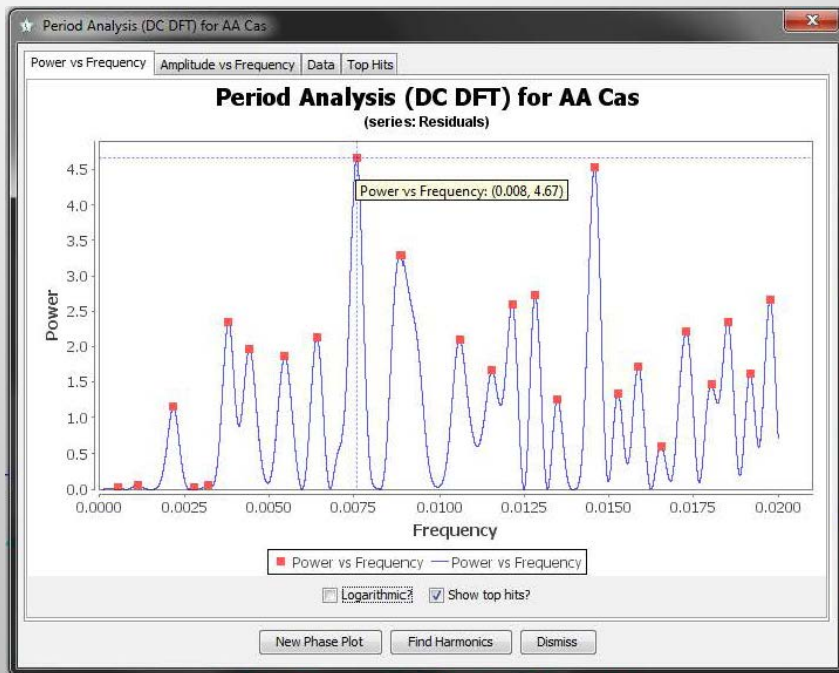 Period Analysis (DC DFT) for AA Cas
Power vs Frequency Amplitude vs Frequency Data Top Hits
Period Analysis (DC DFT) for AA Cas
(series: Residuals)
4.5
Power vs Frequency: (0.008, 4.67)
4.0
3.5
3.0
2.5
2.0
1.5
1.0
0.5
0.0
Power
0.0000 0.0025 0.0050 0.0075 0.0100 0.0125 0.0150 0.0175 0.0200
Frequency
Power vs Frequency Power vs Frequency
Logarithmic? Show top hits?
New Phase Plot Find Harmonics Dismiss